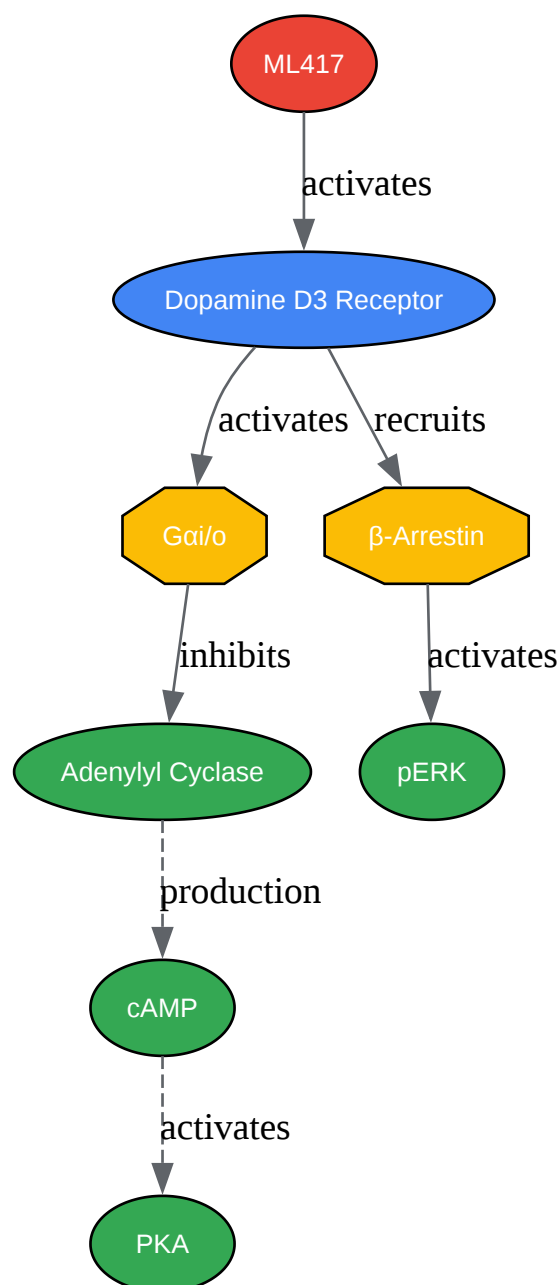 ML417
activates
Dopamine D3 Receptor
activates
recruits
Gαi/o
β-Arrestin
inhibits
activates
Adenylyl Cyclase
pERK
production
cAMP
activates
PKA